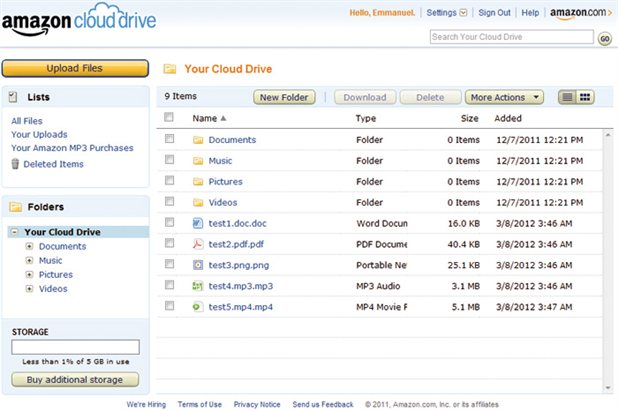 amazon cloud drive
Hello, Emmanuel. Settings Sign Out Help amazon.com >
Search Your Cloud Drive GO
Upload Files
Your Cloud Drive
Lists
9 Items New Folder Download Delete More Actions
Name Type Size Added
All Files
Your Uploads
Your Amazon MP3 Purchases
Deleted Items
Documents Folder 0 Items 12/7/2011 12:21 PM
Music Folder 0 Items 12/7/2011 12:21 PM
Pictures Folder 0 Items 12/7/2011 12:21 PM
Videos Folder 0 Items 12/7/2011 12:21 PM
test1.doc.doc Word Docun 16.0 KB 3/8/2012 3:46 AM
test2.pdf.pdf PDF Docume 40.4 KB 3/8/2012 3:46 AM
test3.png.png Portable Ne 25.1 KB 3/8/2012 3:46 AM
test4.mp3.mp3 MP3 Audio 3.1 MB 3/8/2012 3:46 AM
test5.mp4.mp4 MP4 Movie F 5.1 MB 3/8/2012 3:47 AM
Folders
Your Cloud Drive
Documents
Music
Pictures
Videos
STORAGE
Less than 1% of 5 GB in use
Buy additional storage
We're Hiring Terms of Use Privacy Notice Send us Feedback © 2011, Amazon.com, Inc. or its affiliates